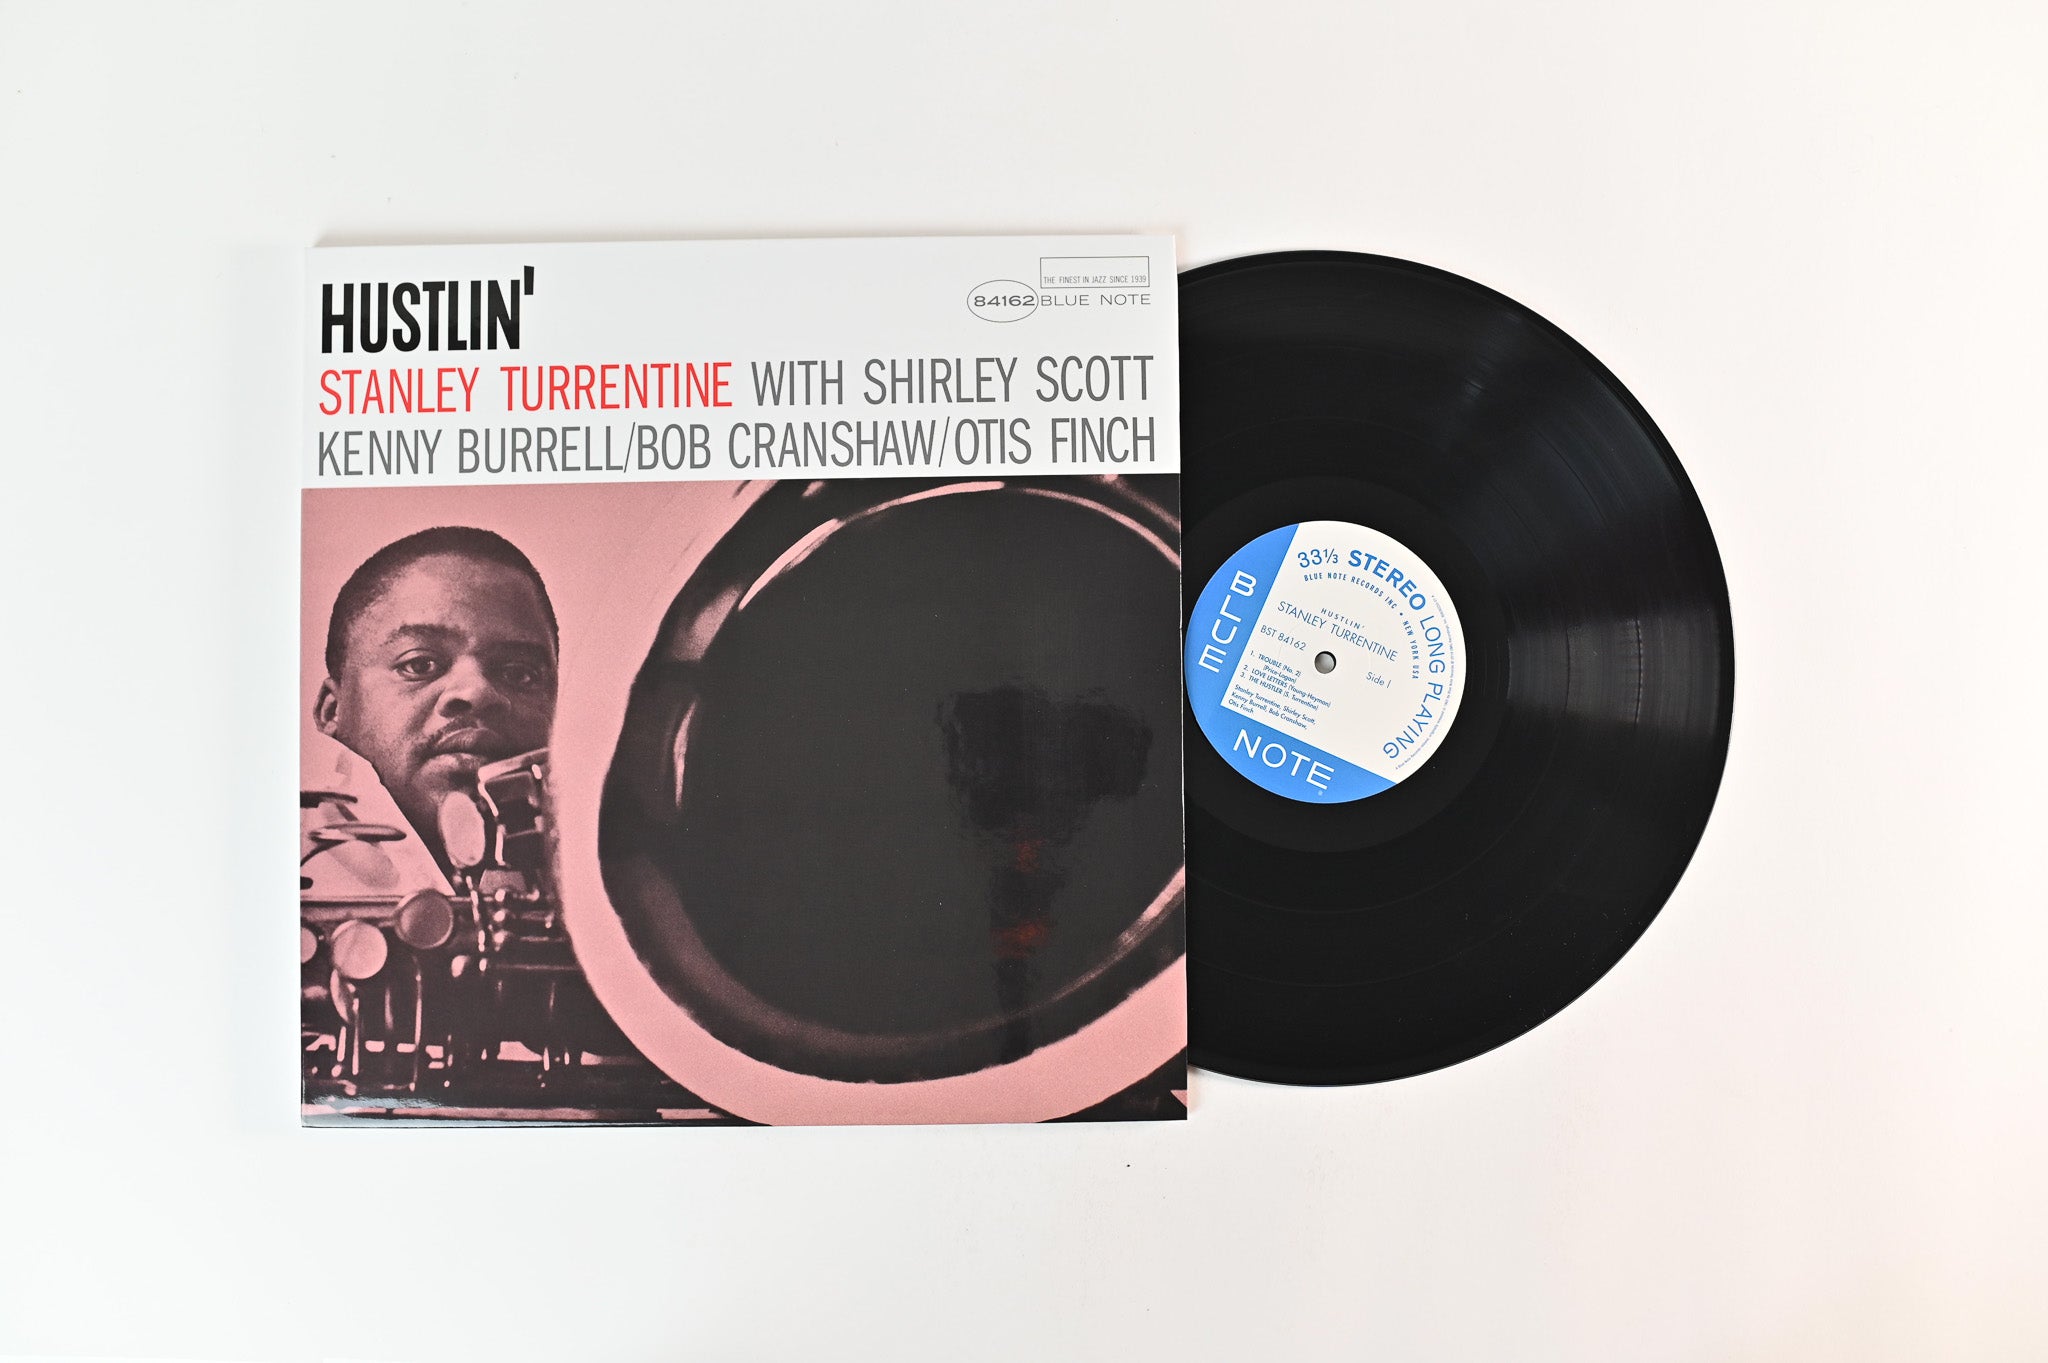 HUSTLIN'
THE FINEST IN JAZZ SINCE 1939
84162 BLUE NOTE
STANLEY TURRENTINE WITH SHIRLEY SCOTT
KENNY BURRELL/BOB CRANSHAW/OTIS FINCH
33 1/3 STEREO LONG PLAYING
BLUE NOTE RECORDS INC • NEW YORK USA
BLUE
NOTE
HUSTLIN'
STANLEY TURRENTINE
BST 84162
Side I
1. TROUBLE (No. 2)
(Price-Logan)
2. LOVE LETTERS (Young-Heyman)
3. THE HUSTLER (S. Turrentine)
Stanley Turrentine, Shirley Scott,
Kenny Burrell, Bob Cranshaw,
Otis Finch